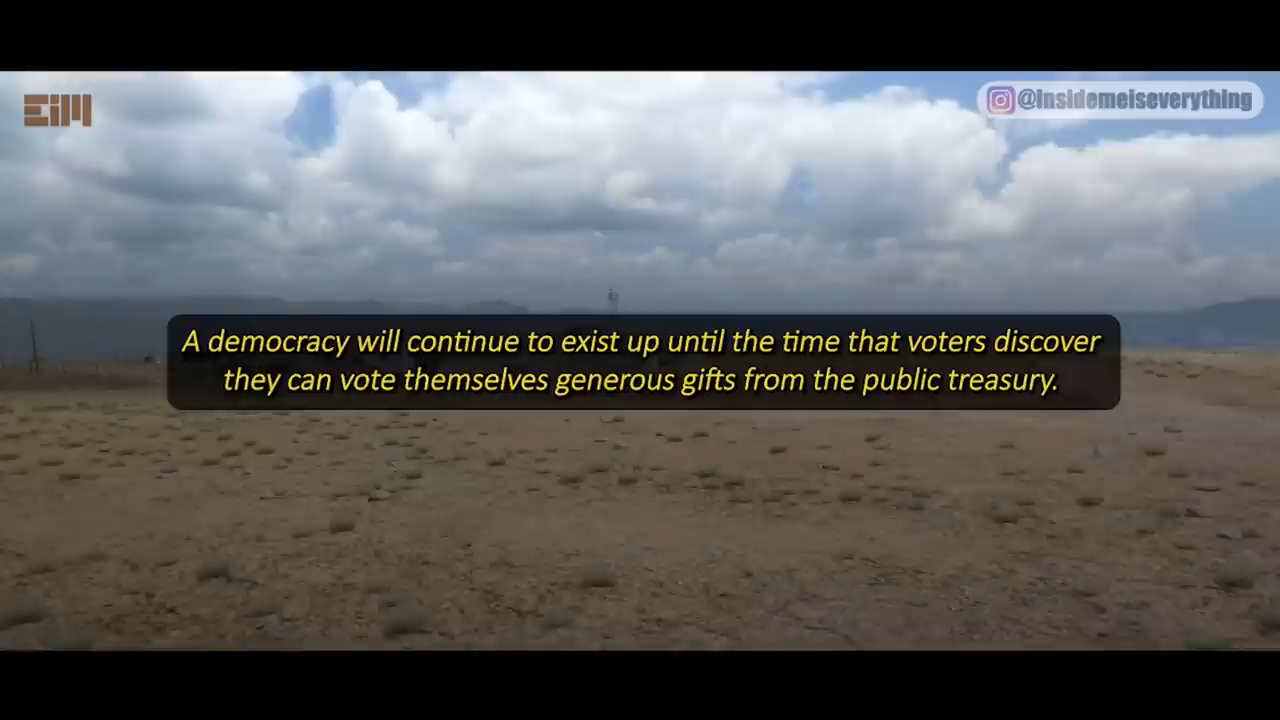 EiM
@insidemeiseverything
A democracy will continue to exist up until the time that voters discover
they can vote themselves generous gifts from the public treasury.